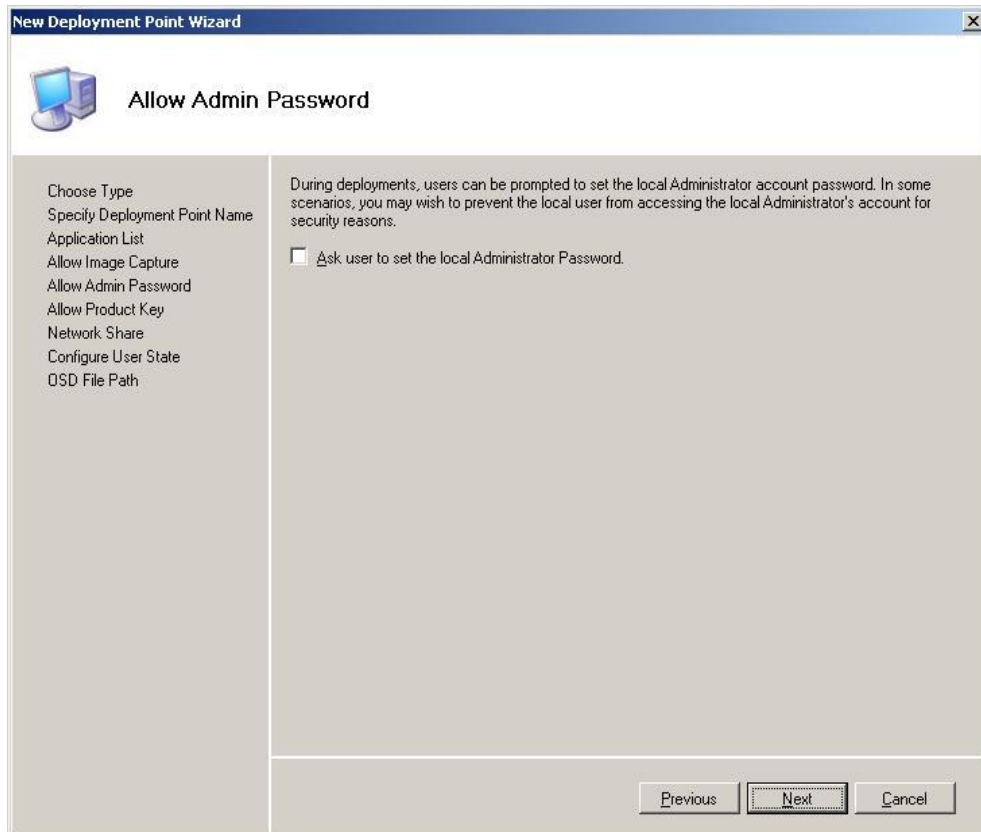 New Deployment Point Wizard
Allow Admin Password
Choose Type
Specify Deployment Point Name
Application List
Allow Image Capture
Allow Admin Password
Allow Product Key
Network Share
Configure User State
OSD File Path
During deployments, users can be prompted to set the local Administrator account password. In some
scenarios, you may wish to prevent the local user from accessing the local Administrator's account for
security reasons.
Ask user to set the local Administrator Password.
Previous
Next
Cancel